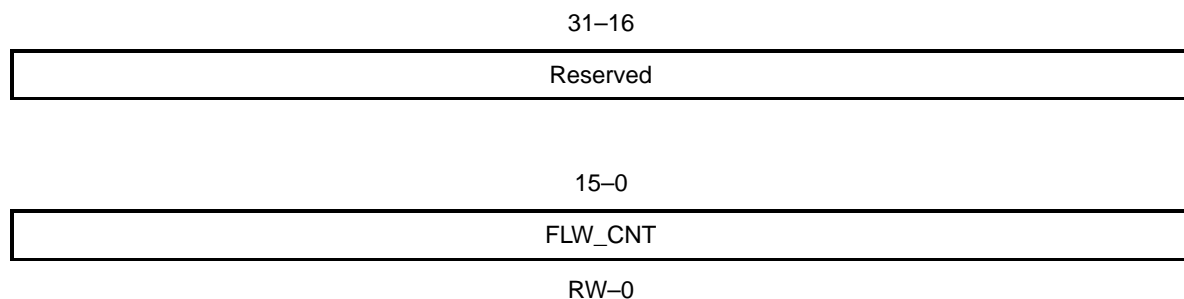 31–16
Reserved
15–0
FLW_CNT
RW–0